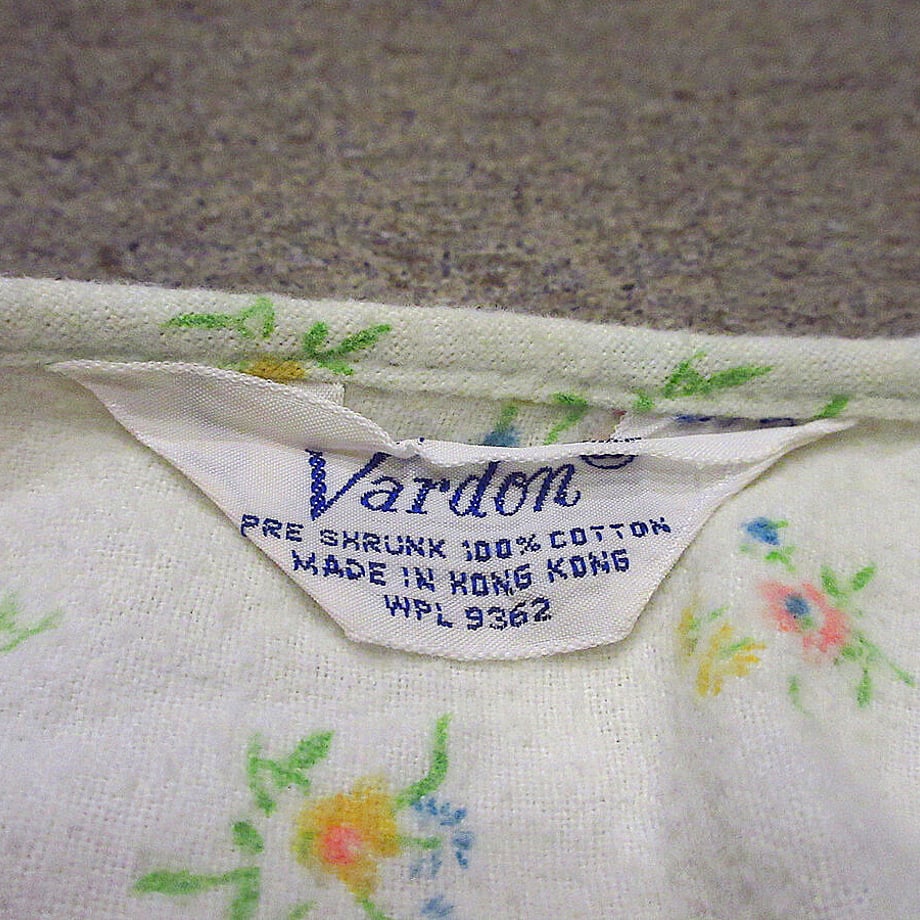 Vardon®
PRE SHRUNK 100% COTTON
MADE IN HONG KONG
WPL 9362